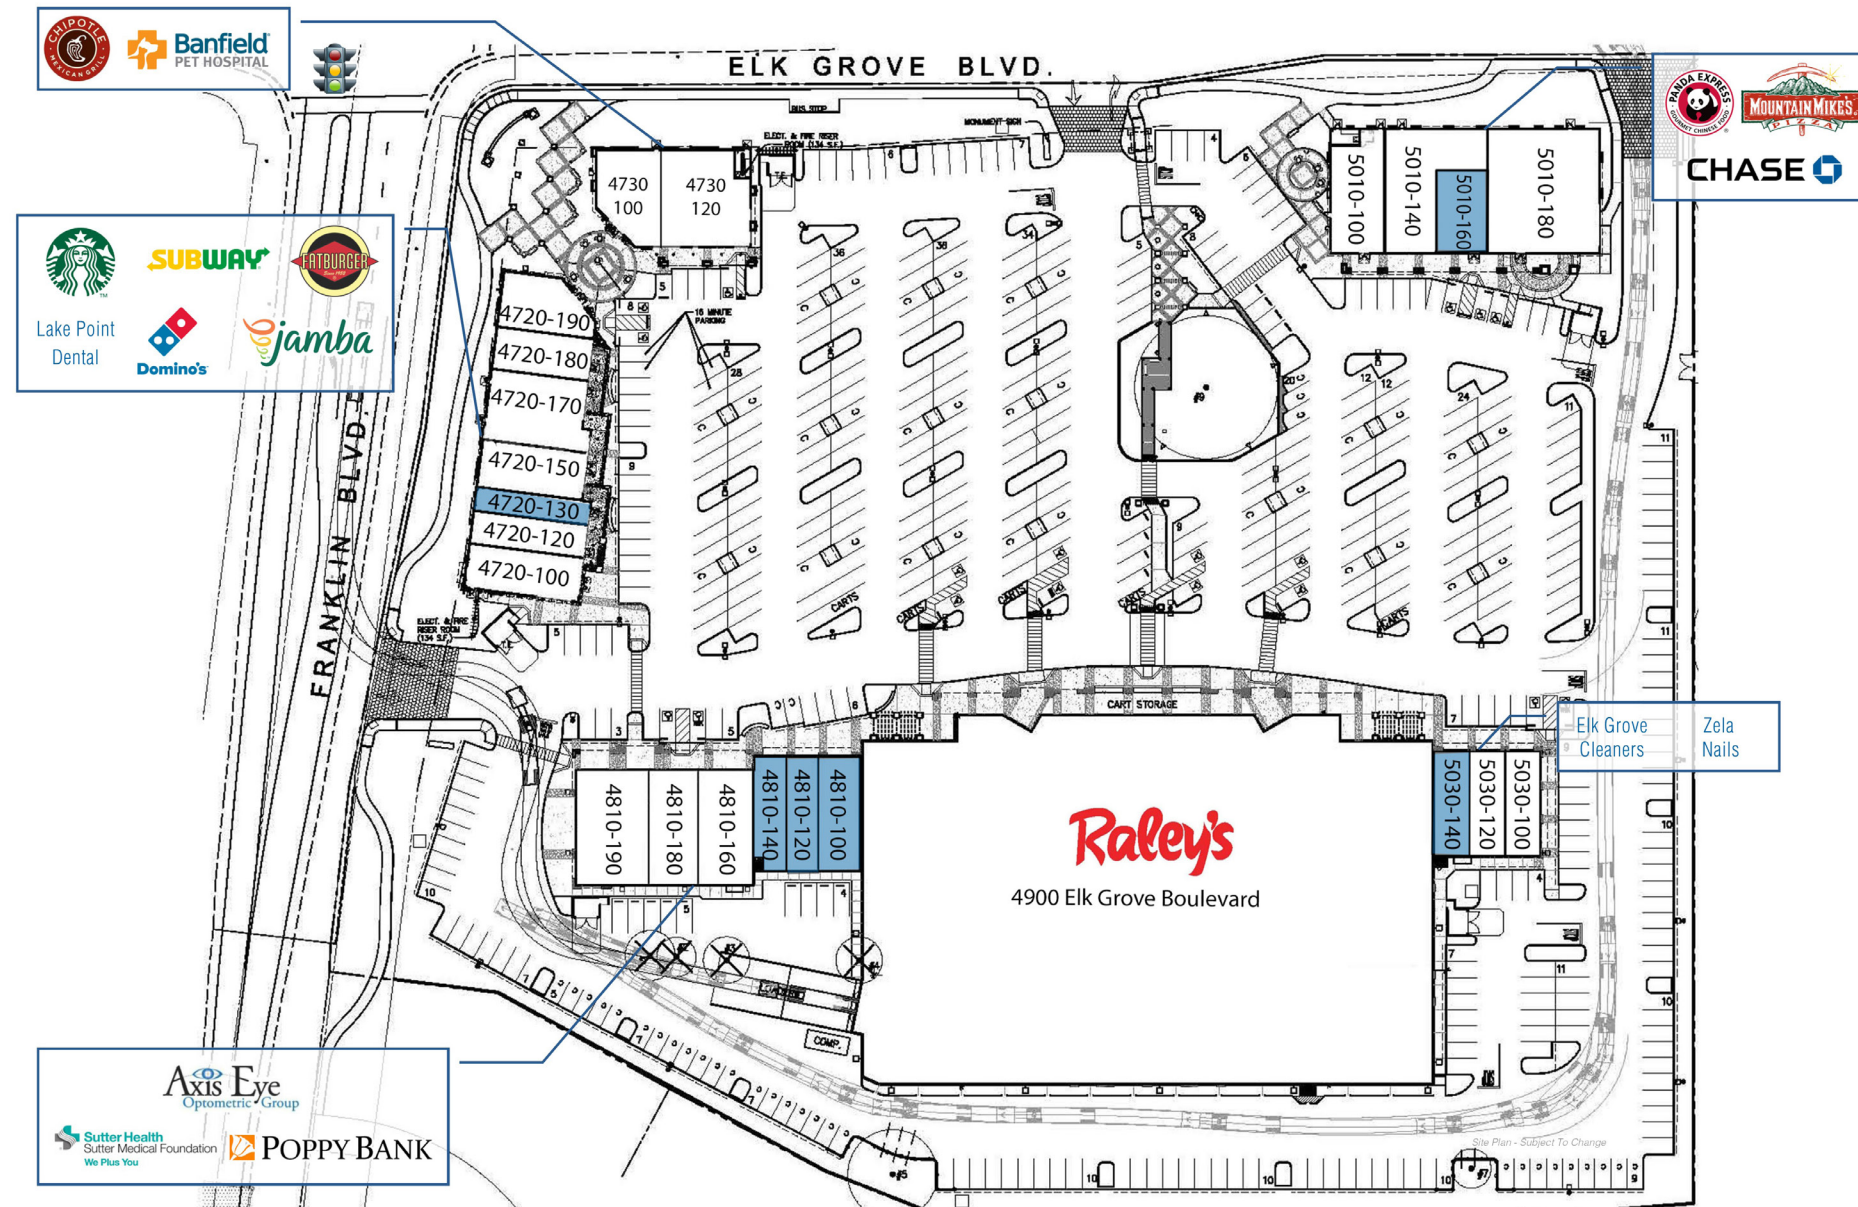 CHIPOTLE
MEXICAN GRILL
Banfield
PET HOSPITAL
ELK GROVE BLVD.
BUS STOP
MONUMENT SIGN
ELECT. & FIRE RISER
ROOM (134 S.F.)
PANDA EXPRESS
GOURMET CHINESE FOOD
MOUNTAIN MIKE'S
PIZZA
CHASE
4730
100
4730
120
5010-100
5010-140
5010-160
5010-180
SUBWAY
FATBURGER
Lake Point
Dental
Domino's
jamba
4720-190
4720-180
4720-170
4720-150
4720-130
4720-120
4720-100
15 MINUTE
PARKING
FRANKLIN BLVD.
ELECT. & FIRE
RISER ROOM
(134 S.F.)
CARTS
CARTS
CARTS
CARTS
CARTS
CART STORAGE
4810-190
4810-180
4810-160
4810-140
4810-120
4810-100
Raley's
4900 Elk Grove Boulevard
5030-140
5030-120
5030-100
Elk Grove
Cleaners
Zela
Nails
COMP.
Axis Eye
Optometric Group
Sutter Health
Sutter Medical Foundation
We Plus You
POPPY BANK
Site Plan - Subject To Change